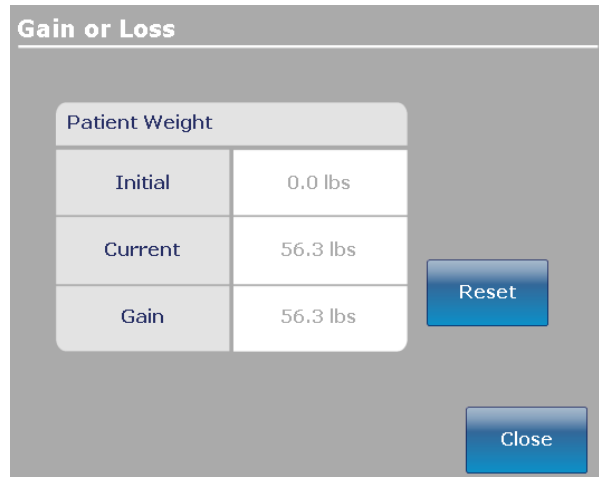 Gain or Loss
Patient Weight
Initial 0.0 lbs
Current 56.3 lbs
Gain 56.3 lbs
Reset
Close